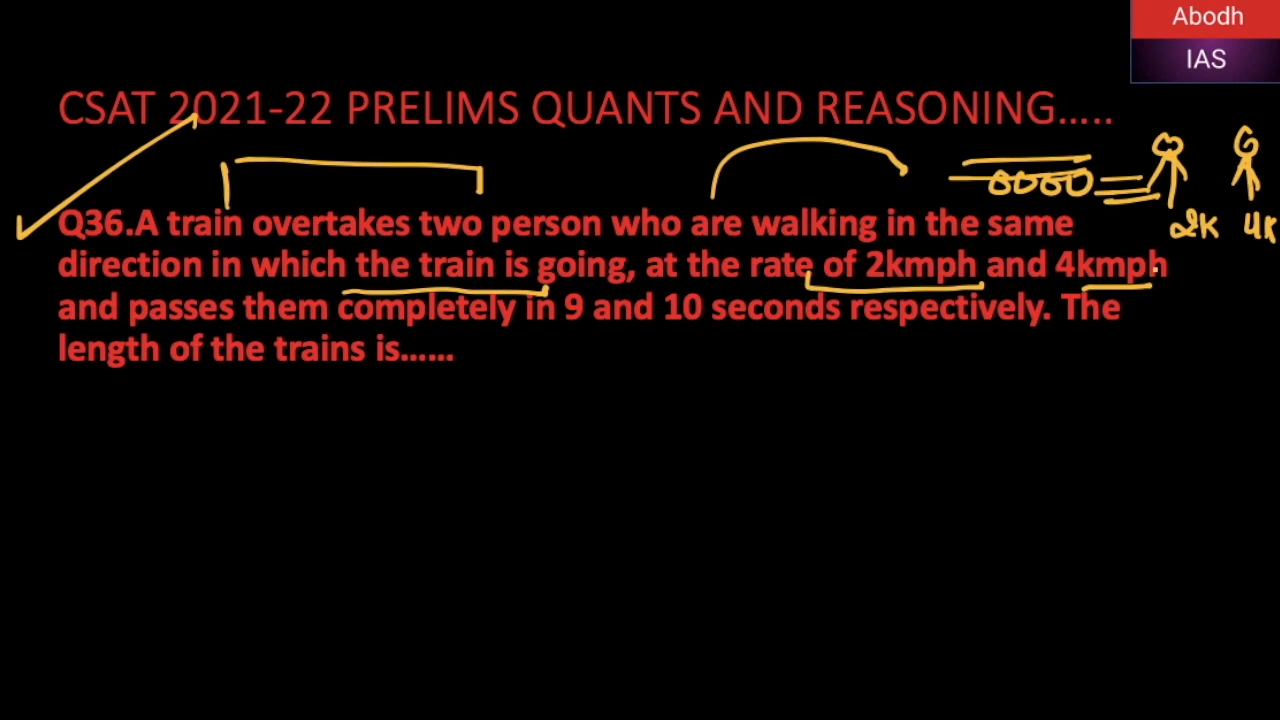 Abodh
IAS
CSAT 2021-22 PRELIMS QUANTS AND REASONING.....
Q36.A train overtakes two person who are walking in the same
direction in which the train is going, at the rate of 2kmph and 4kmph
and passes them completely in 9 and 10 seconds respectively. The
length of the trains is......
2K 4K